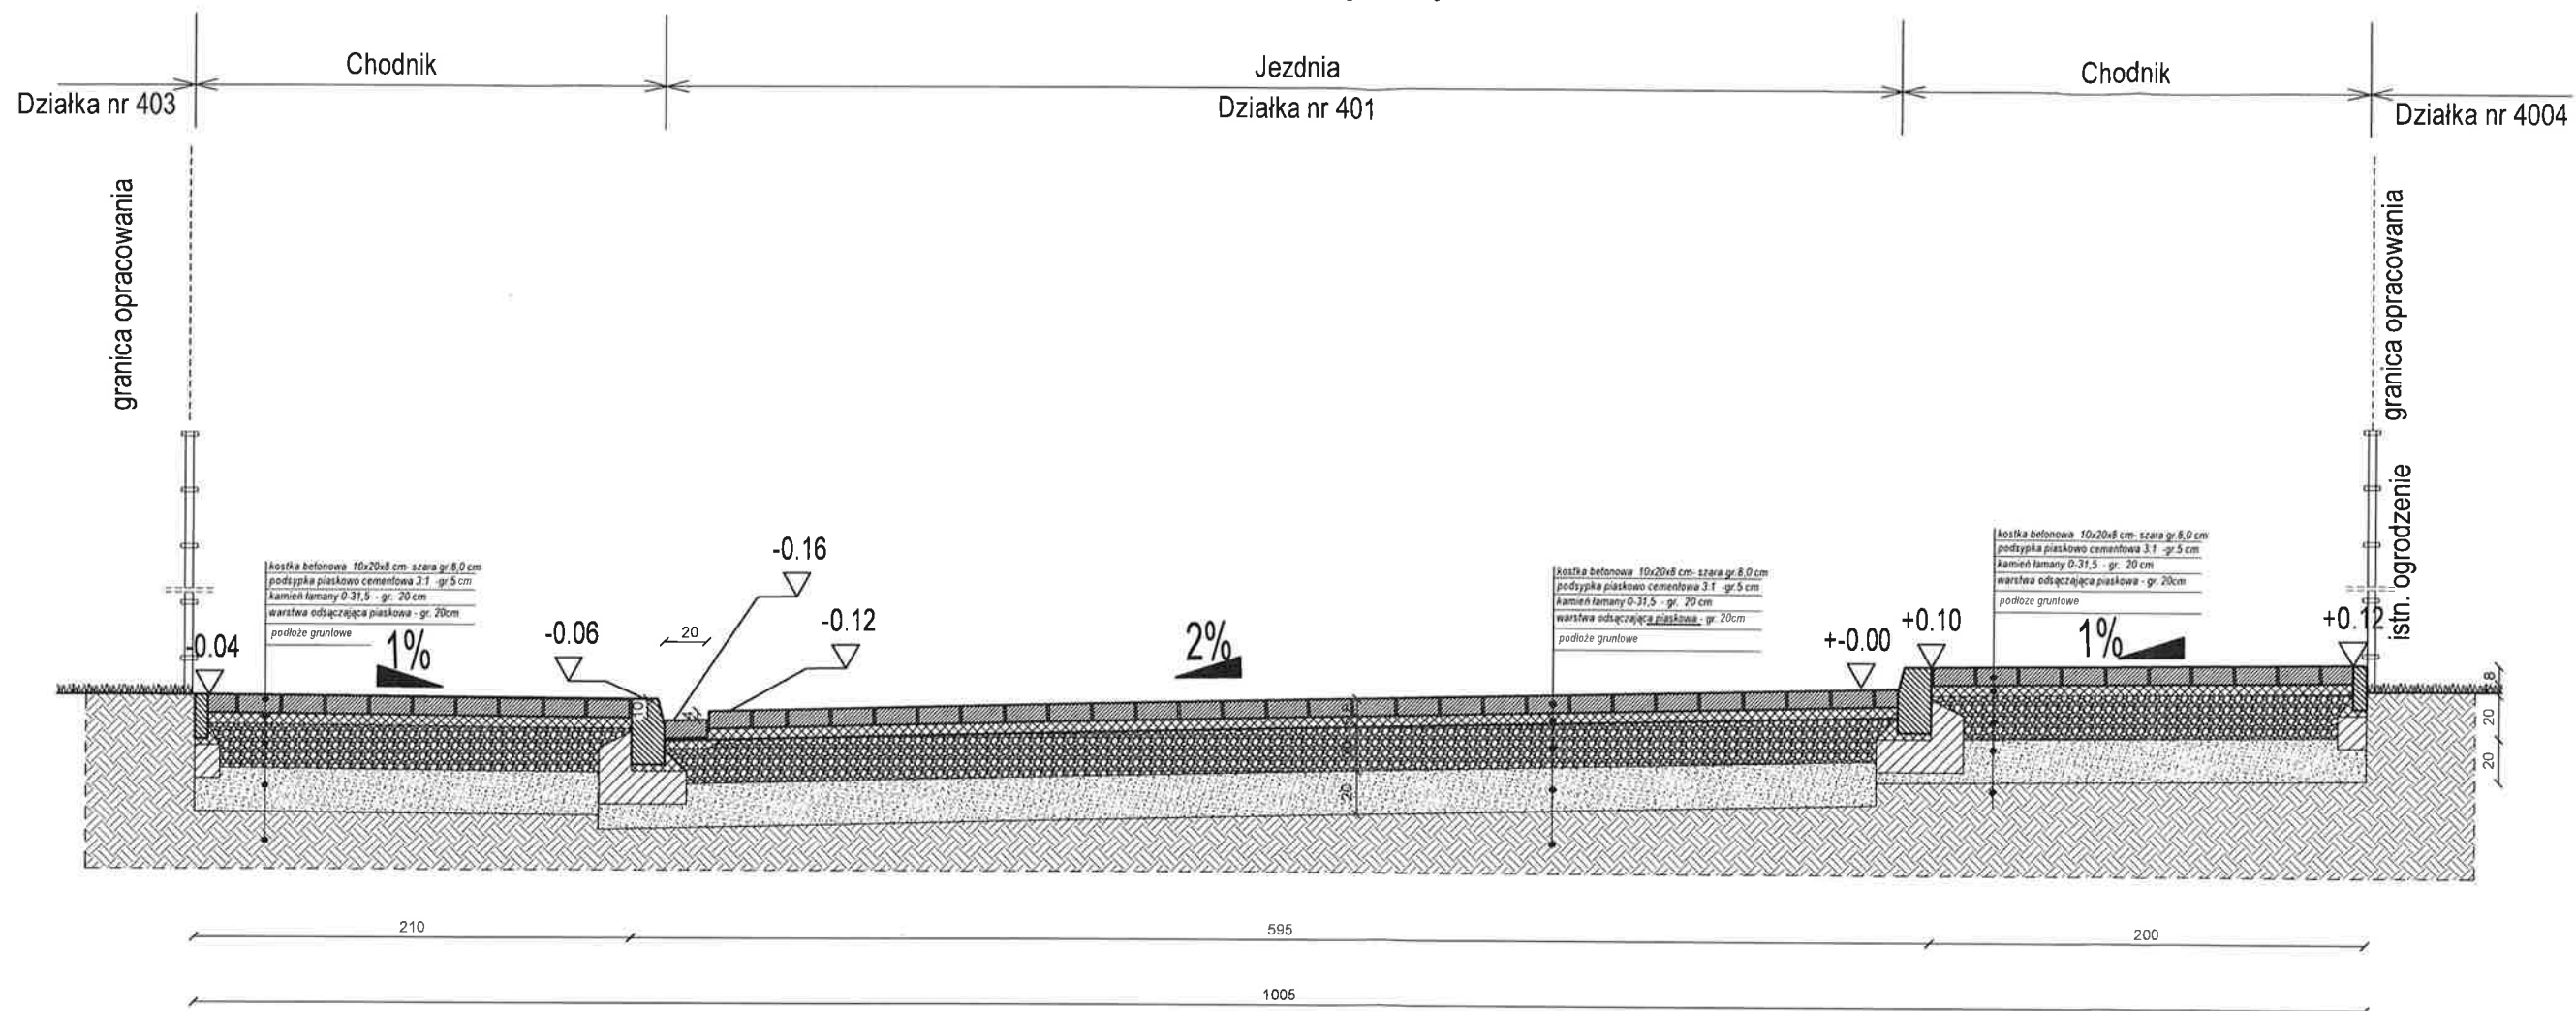 Chodnik
Jezdnia
Chodnik
Działka nr 403
Działka nr 401
Działka nr 4004
granica opracowania
granica opracowania
istn. ogrodzenie
kostka betonowa 10x20x8 cm- szara gr.8,0 cm
podsypka piaskowo cementowa 3:1 -gr.5 cm
kamień łamany 0-31,5 - gr. 20 cm
warstwa odsączająca piaskowa - gr. 20cm
podłoże gruntowe
kostka betonowa 10x20x8 cm- szara gr.8,0 cm
podsypka piaskowo cementowa 3:1 -gr.5 cm
kamień łamany 0-31,5 - gr. 20 cm
warstwa odsączająca piaskowa - gr. 20cm
podłoże gruntowe
kostka betonowa 10x20x8 cm- szara gr.8,0 cm
podsypka piaskowo cementowa 3:1 -gr.5 cm
kamień łamany 0-31,5 - gr. 20 cm
warstwa odsączająca piaskowa - gr. 20cm
podłoże gruntowe
-0.04
1%
-0.06
20
-0.16
-0.12
2%
+-0.00
+0.10
1%
+0.12
10
4
20
8
20
20
210
595
200
1005